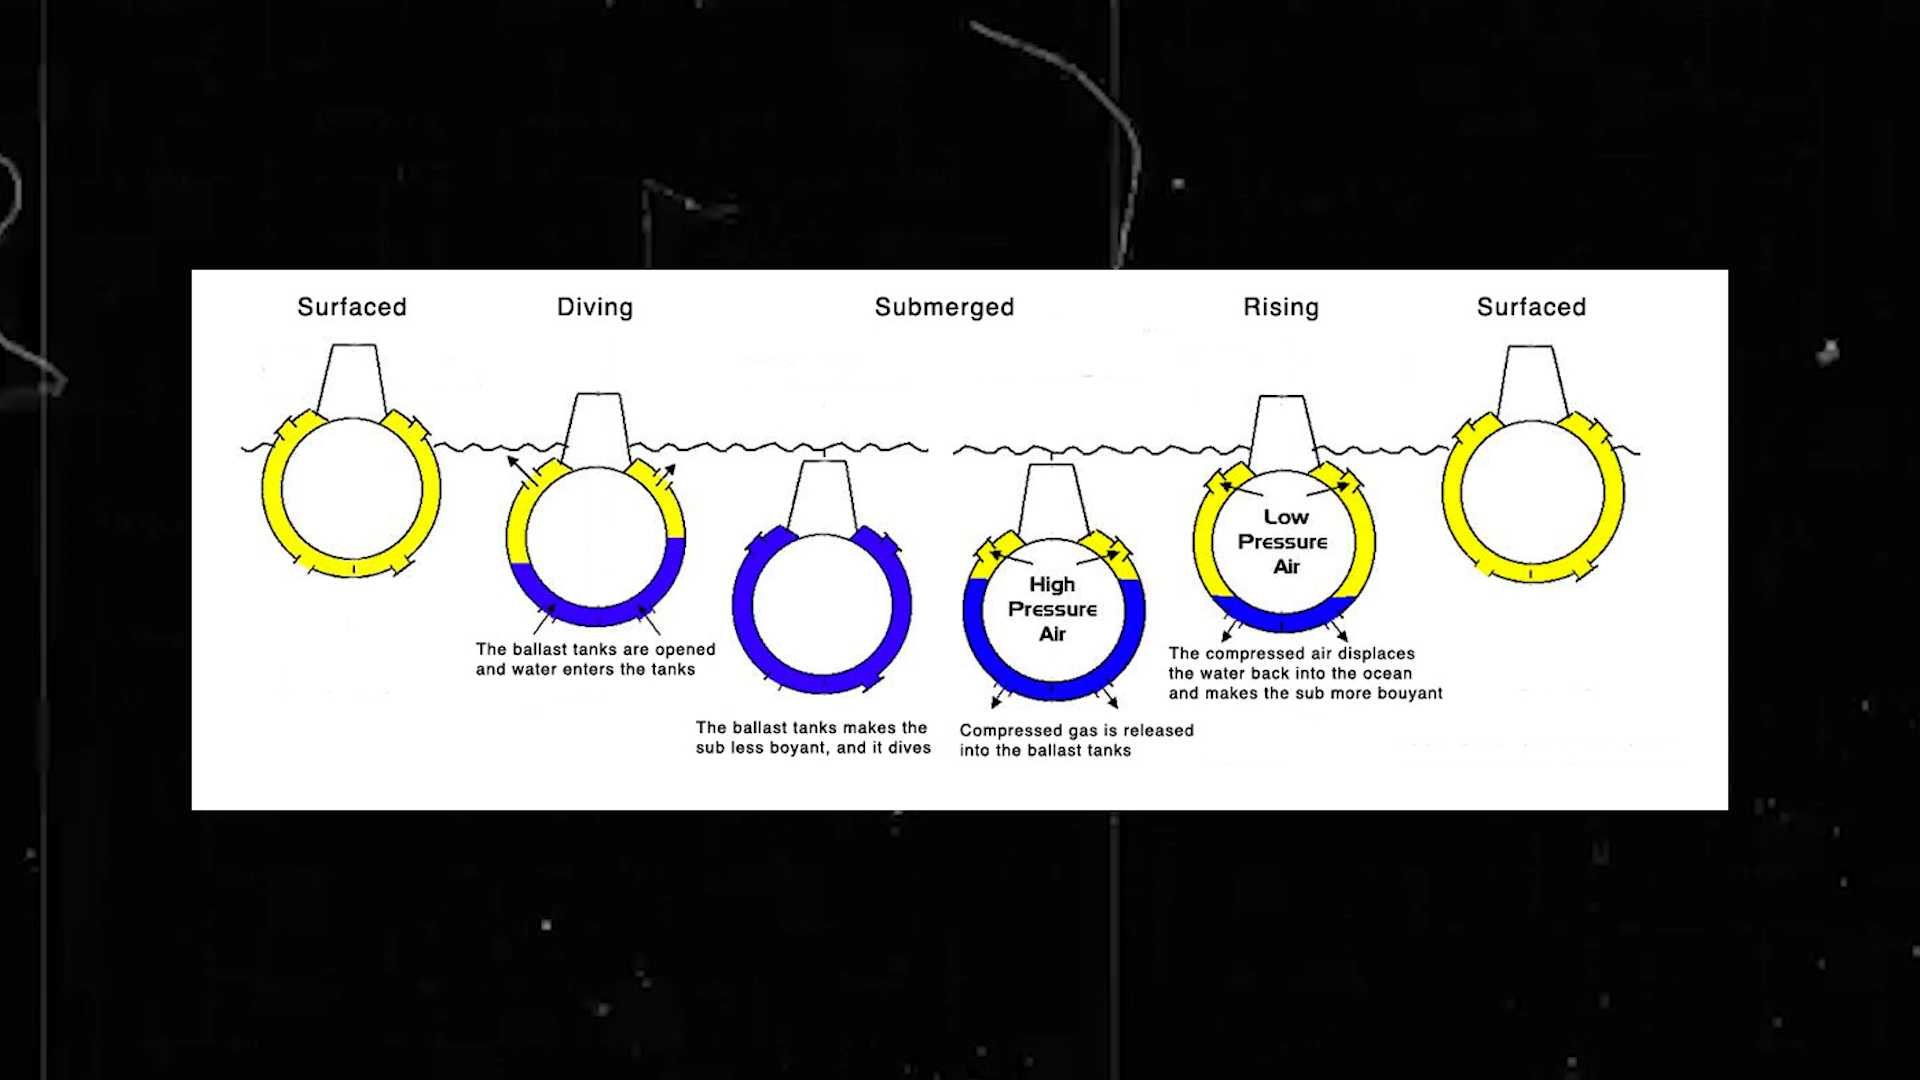 Surfaced
Diving
Submerged
Rising
Surfaced
The ballast tanks are opened
and water enters the tanks
The ballast tanks makes the
sub less boyant, and it dives
High
Pressure
Air
Compressed gas is released
into the ballast tanks
Low
Pressure
Air
The compressed air displaces
the water back into the ocean
and makes the sub more bouyant